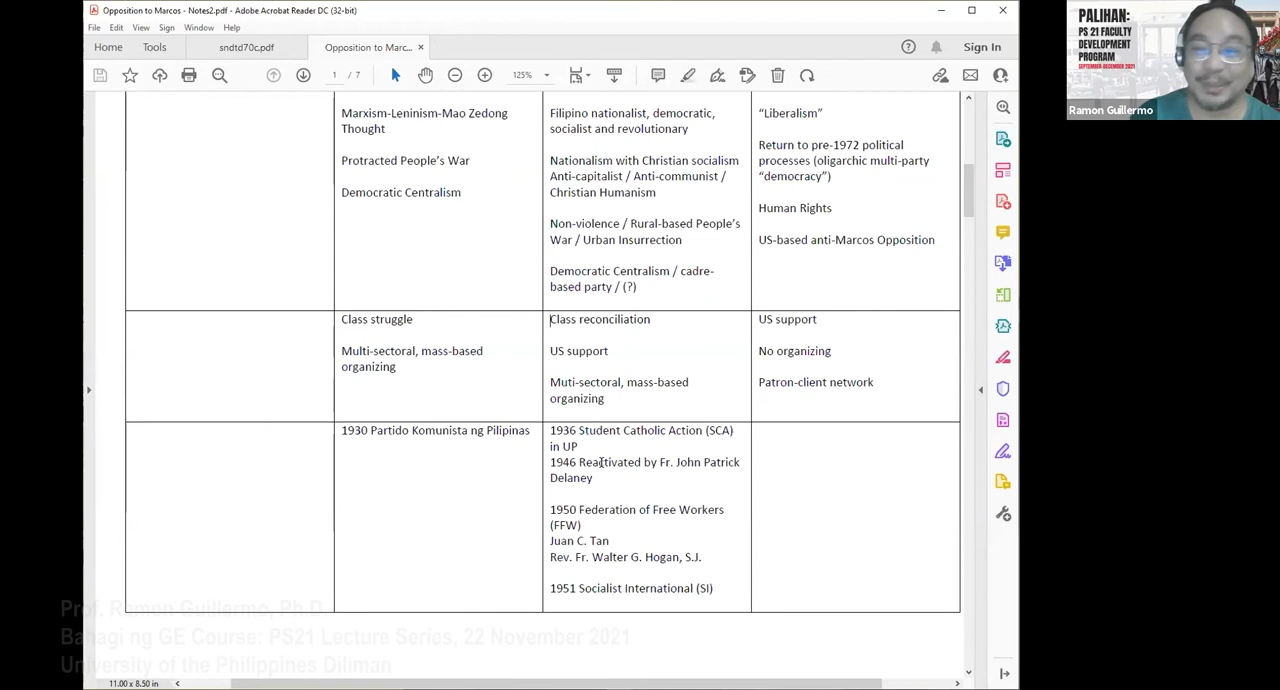 Opposition to Marcos - Notes2.pdf - Adobe Acrobat Reader DC (32-bit)
File Edit View Sign Window Help
Home Tools sndtd70c.pdf Opposition to Marc... × Sign In
1 / 7 125%
Marxism-Leninism-Mao Zedong
Thought
Protracted People's War
Democratic Centralism
Filipino nationalist, democratic,
socialist and revolutionary
Nationalism with Christian socialism
Anti-capitalist / Anti-communist /
Christian Humanism
Non-violence / Rural-based People's
War / Urban Insurrection
Democratic Centralism / cadre-
based party / (?)
“Liberalism”
Return to pre-1972 political
processes (oligarchic multi-party
“democracy”)
Human Rights
US-based anti-Marcos Opposition
Class struggle
Multi-sectoral, mass-based
organizing
Class reconciliation
US support
Muti-sectoral, mass-based
organizing
US support
No organizing
Patron-client network
1930 Partido Komunista ng Pilipinas
1936 Student Catholic Action (SCA)
in UP
1946 Reactivated by Fr. John Patrick
Delaney
1950 Federation of Free Workers
(FFW)
Juan C. Tan
Rev. Fr. Walter G. Hogan, S.J.
1951 Socialist International (SI)
Prof. Ramon Guillermo, Ph.D.
Bahagi ng GE Course: PS21 Lecture Series, 22 November 2021
University of the Philippines Diliman
11.00 x 8.50 in
PALIHAN:
PS 21 FACULTY
DEVELOPMENT
PROGRAM
SEPTEMBER-DECEMBER 2021
Ramon Guillermo